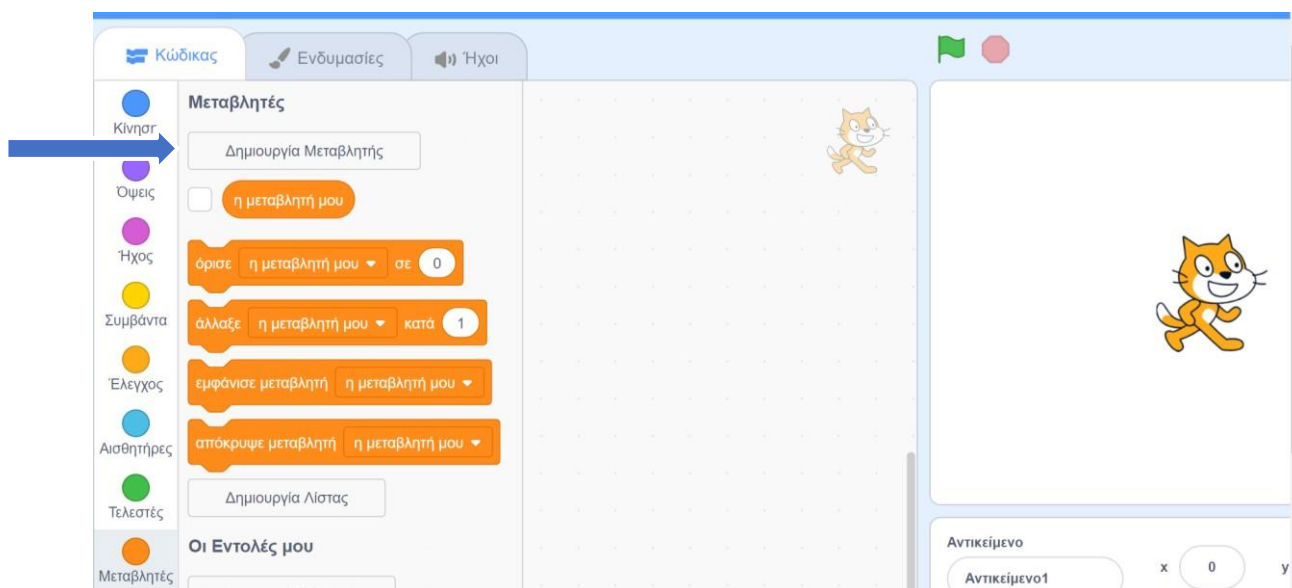 Κώδικας
Ενδυμασίες
Ήχοι
Κίνησr
Όψεις
Ήχος
Συμβάντα
Έλεγχος
Αισθητήρες
Τελεστές
Μεταβλητές
Μεταβλητές
Δημιουργία Μεταβλητής
η μεταβλητή μου
όρισε η μεταβλητή μου σε 0
άλλαξε η μεταβλητή μου κατά 1
εμφάνισε μεταβλητή η μεταβλητή μου
απόκρυψε μεταβλητή η μεταβλητή μου
Δημιουργία Λίστας
Οι Εντολές μου
Αντικείμενο
Αντικείμενο1 x 0 y